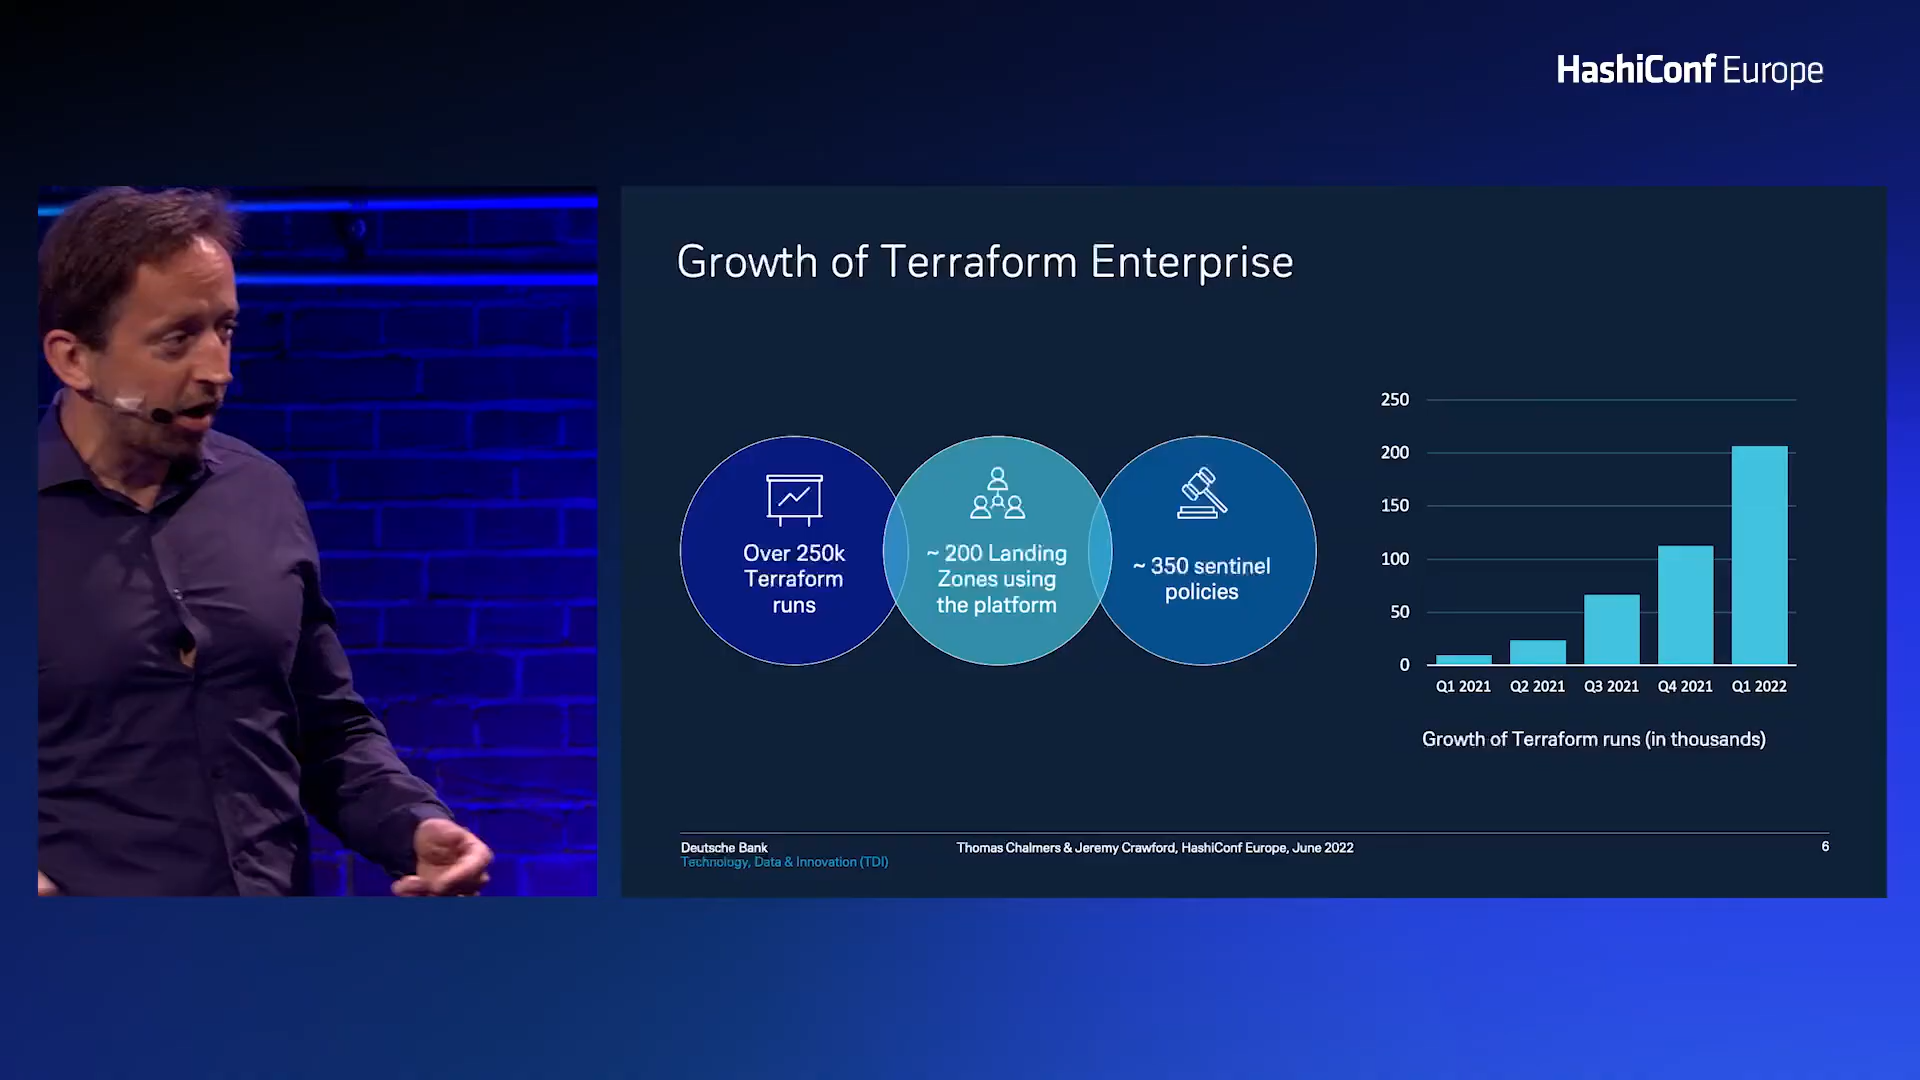 HashiConf Europe
Growth of Terraform Enterprise
Over 250k
Terraform
runs
~ 200 Landing
Zones using
the platform
~ 350 sentinel
policies
250
200
150
100
50
0
Q1 2021
Q2 2021
Q3 2021
Q4 2021
Q1 2022
Growth of Terraform runs (in thousands)
Deutsche Bank
Technology, Data & Innovation (TDI)
Thomas Chalmers & Jeremy Crawford, HashiConf Europe, June 2022
6